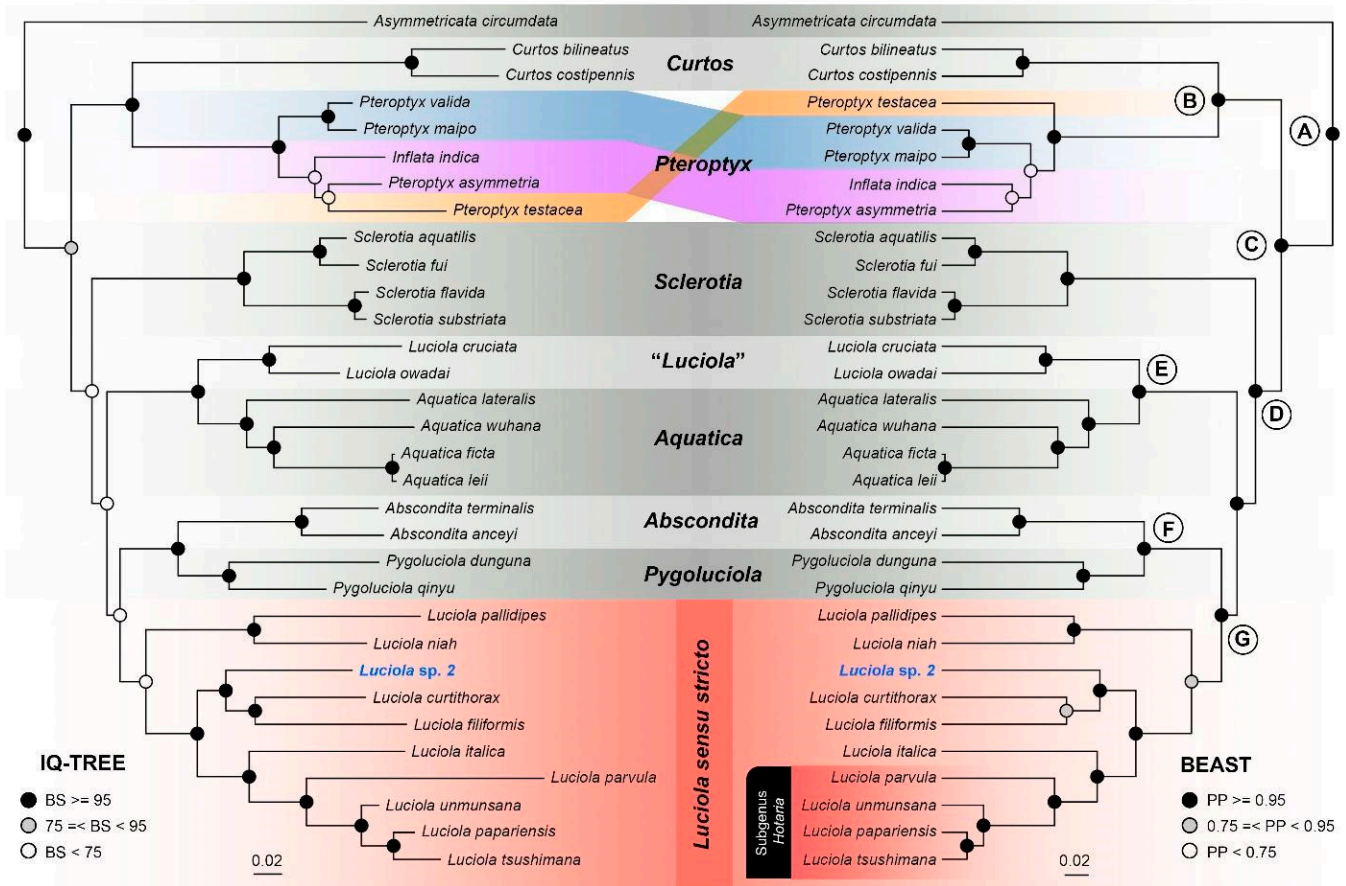 Asymmetricata circumdata
Curtos bilineatus
Curtos costipennis
Pteroptyx valida
Pteroptyx maipo
Inflata indica
Pteroptyx asymmetria
Pteroptyx testacea
Sclerotia aquatilis
Sclerotia fui
Sclerotia flavida
Sclerotia substriata
Luciola cruciata
Luciola owadai
Aquatica lateralis
Aquatica wuhana
Aquatica ficta
Aquatica leii
Abscondita terminalis
Abscondita anceyi
Pygoluciola dunguna
Pygoluciola qinyu
Luciola pallidipes
Luciola niah
Luciola sp. 2
Luciola curtithorax
Luciola filiformis
Luciola italica
Luciola parvula
Luciola unmunsana
Luciola papariensis
Luciola tsushimana
IQ-TREE
BS >= 95
75 =< BS < 95
BS < 75
0.02
Curtos
Pteroptyx
Sclerotia
“Luciola”
Aquatica
Abscondita
Pygoluciola
Luciola sensu stricto
Asymmetricata circumdata
Curtos bilineatus
Curtos costipennis
Pteroptyx testacea
Pteroptyx valida
Pteroptyx maipo
Inflata indica
Pteroptyx asymmetria
Sclerotia aquatilis
Sclerotia fui
Sclerotia flavida
Sclerotia substriata
Luciola cruciata
Luciola owadai
Aquatica lateralis
Aquatica wuhana
Aquatica ficta
Aquatica leii
Abscondita terminalis
Abscondita anceyi
Pygoluciola dunguna
Pygoluciola qinyu
Luciola pallidipes
Luciola niah
Luciola sp. 2
Luciola curtithorax
Luciola filiformis
Luciola italica
Luciola parvula
Luciola unmunsana
Luciola papariensis
Luciola tsushimana
Subgenus
Hotaria
0.02
B
A
C
E
D
F
G
BEAST
PP >= 0.95
0.75 =< PP < 0.95
PP < 0.75